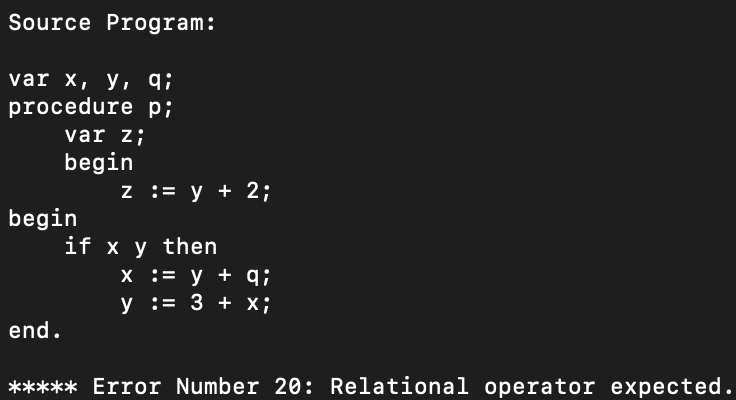 Source Program:
var x, y, q;
procedure p;
    var z;
    begin
        z := y + 2;
begin
    if x y then
        x := y + q;
        y := 3 + x;
end.
***** Error Number 20: Relational operator expected.